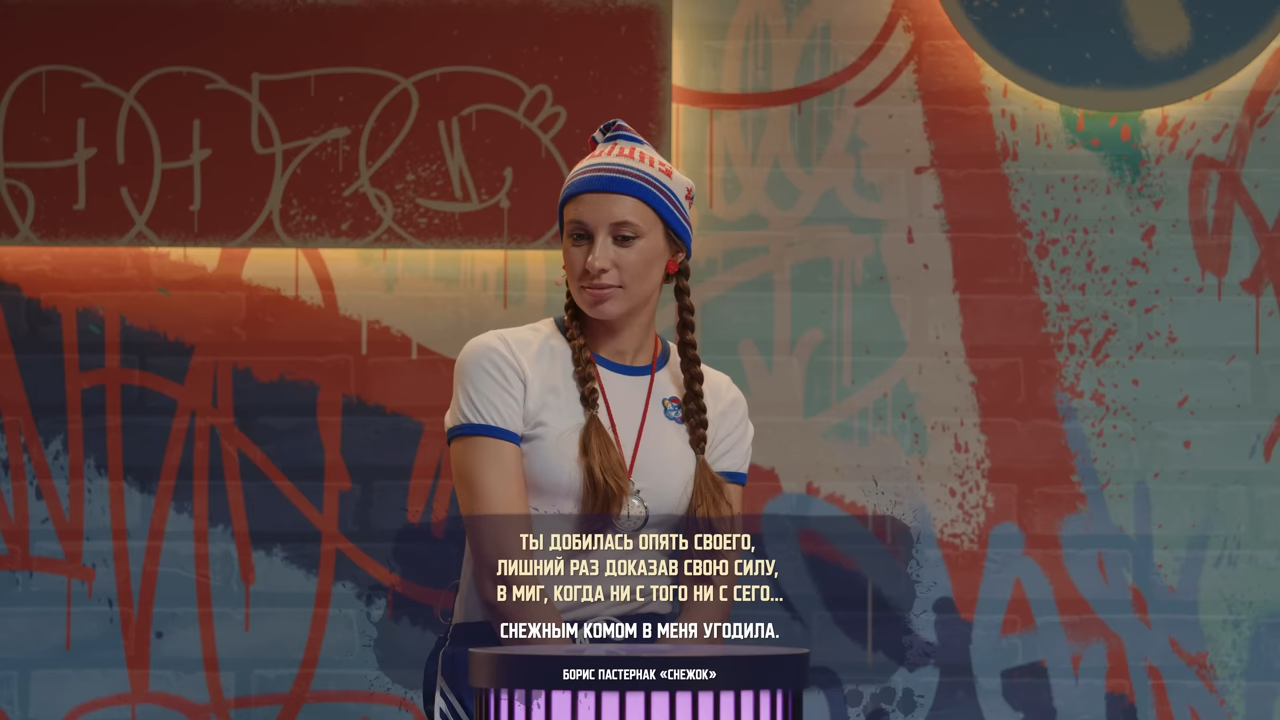 ТЫ ДОБИЛАСЬ ОПЯТЬ СВОЕГО,
ЛИШНИЙ РАЗ ДОКАЗАВ СВОЮ СИЛУ,
В МИГ, КОГДА НИ С ТОГО НИ С СЕГО...
СНЕЖНЫМ КОМОМ В МЕНЯ УГОДИЛА.
БОРИС ПАСТЕРНАК «СНЕЖОК»